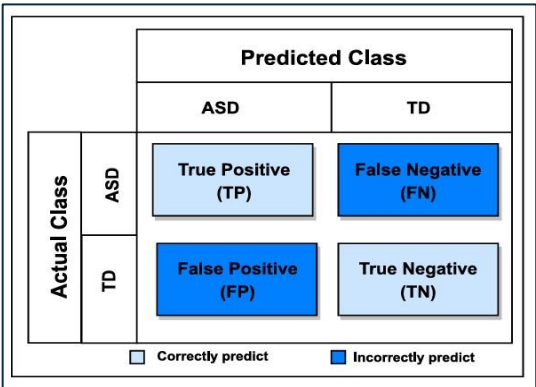 Predicted Class
ASD
TD
Actual Class
ASD
True Positive
(TP)
False Negative
(FN)
TD
False Positive
(FP)
True Negative
(TN)
Correctly predict
Incorrectly predict